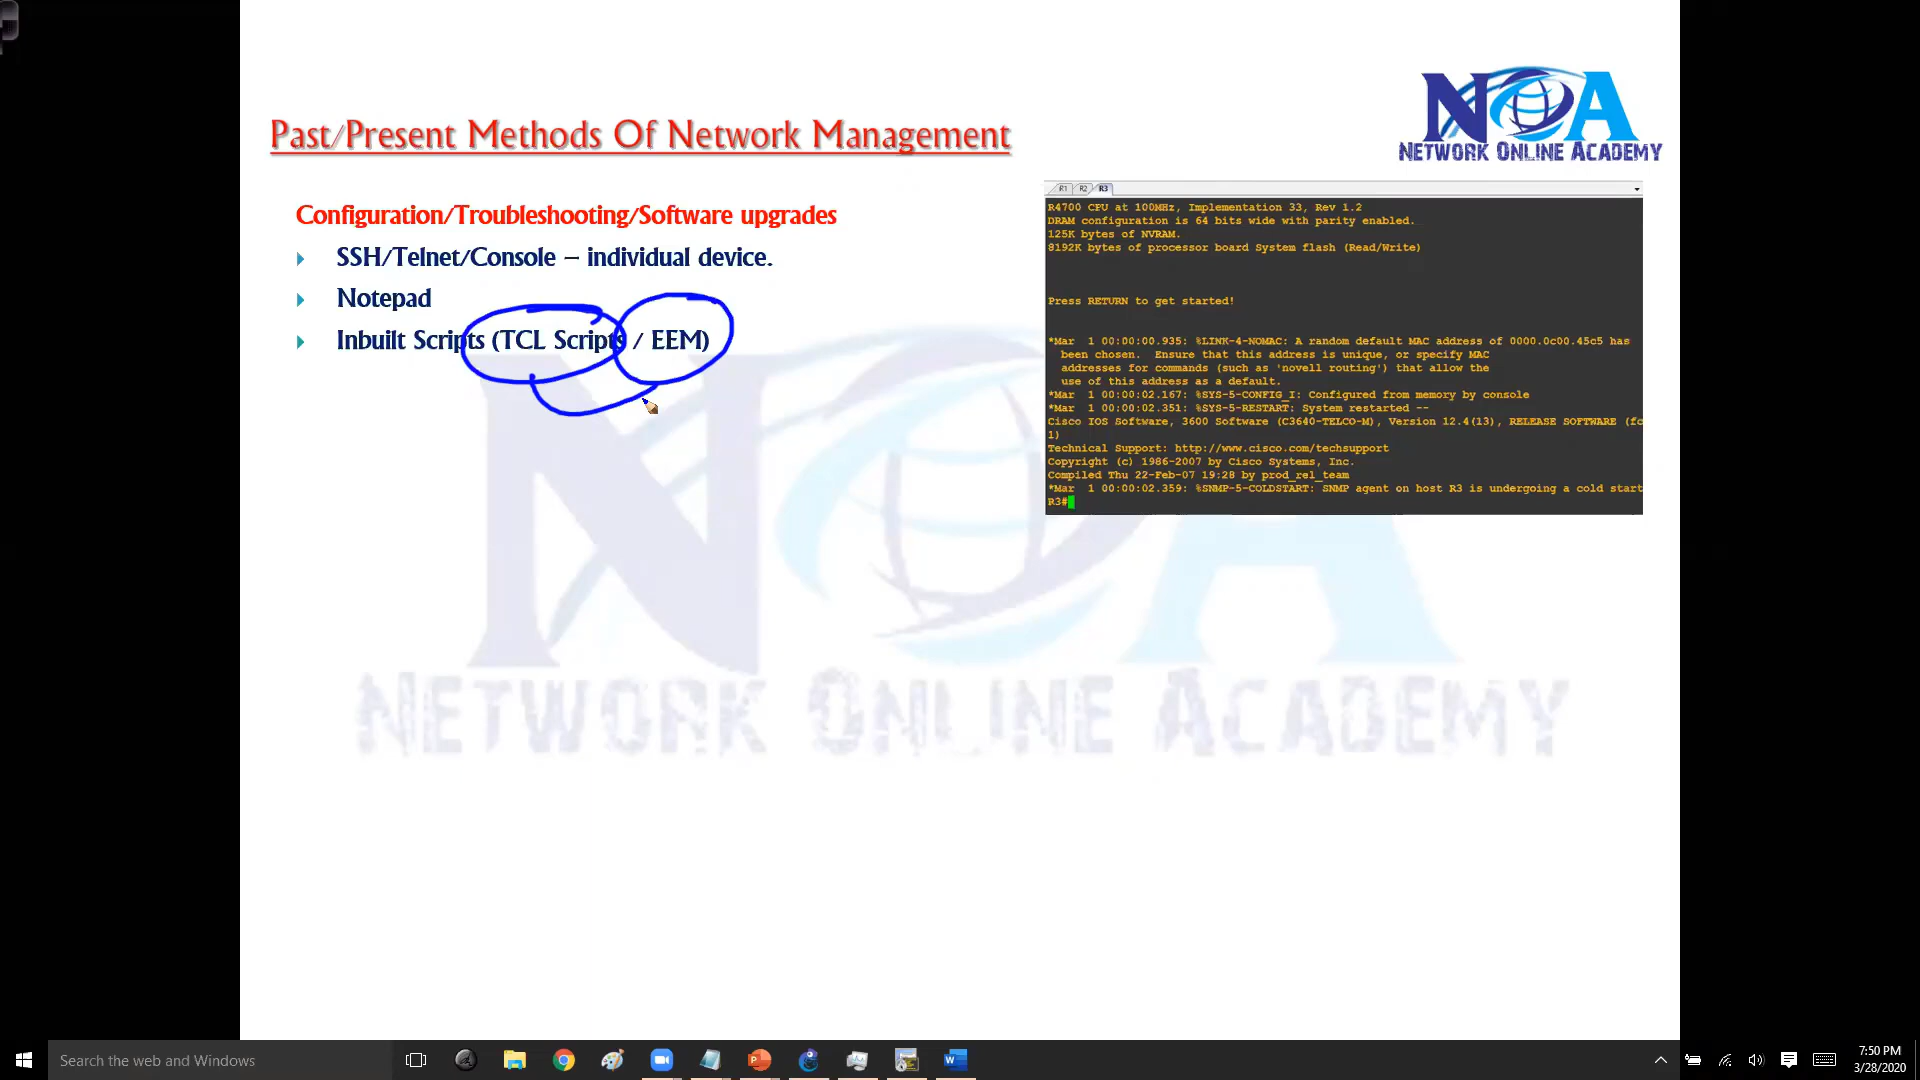 NOA
NETWORK ONLINE ACADEMY
Past/Present Methods Of Network Management
Configuration/Troubleshooting/Software upgrades
SSH/Telnet/Console – individual device.
Notepad
Inbuilt Scripts (TCL Scripts / EEM)
R1 R2 R3
R4700 CPU at 100MHz, Implementation 33, Rev 1.2
DRAM configuration is 64 bits wide with parity enabled.
125K bytes of NVRAM.
8192K bytes of processor board System flash (Read/Write)
Press RETURN to get started!
*Mar 1 00:00:00.935: %LINK-4-NOMAC: A random default MAC address of 0000.0c00.45c5 has
been chosen. Ensure that this address is unique, or specify MAC
addresses for commands (such as 'novell routing') that allow the
use of this address as a default.
*Mar 1 00:00:02.167: %SYS-5-CONFIG_I: Configured from memory by console
*Mar 1 00:00:02.351: %SYS-5-RESTART: System restarted --
Cisco IOS Software, 3600 Software (C3640-TELCO-M), Version 12.4(13), RELEASE SOFTWARE (fc
1)
Technical Support: http://www.cisco.com/techsupport
Copyright (c) 1986-2007 by Cisco Systems, Inc.
Compiled Thu 22-Feb-07 19:28 by prod_rel_team
*Mar 1 00:00:02.359: %SNMP-5-COLDSTART: SNMP agent on host R3 is undergoing a cold start
R3#
NOA
NETWORK ONLINE ACADEMY
Search the web and Windows
7:50 PM
3/28/2020